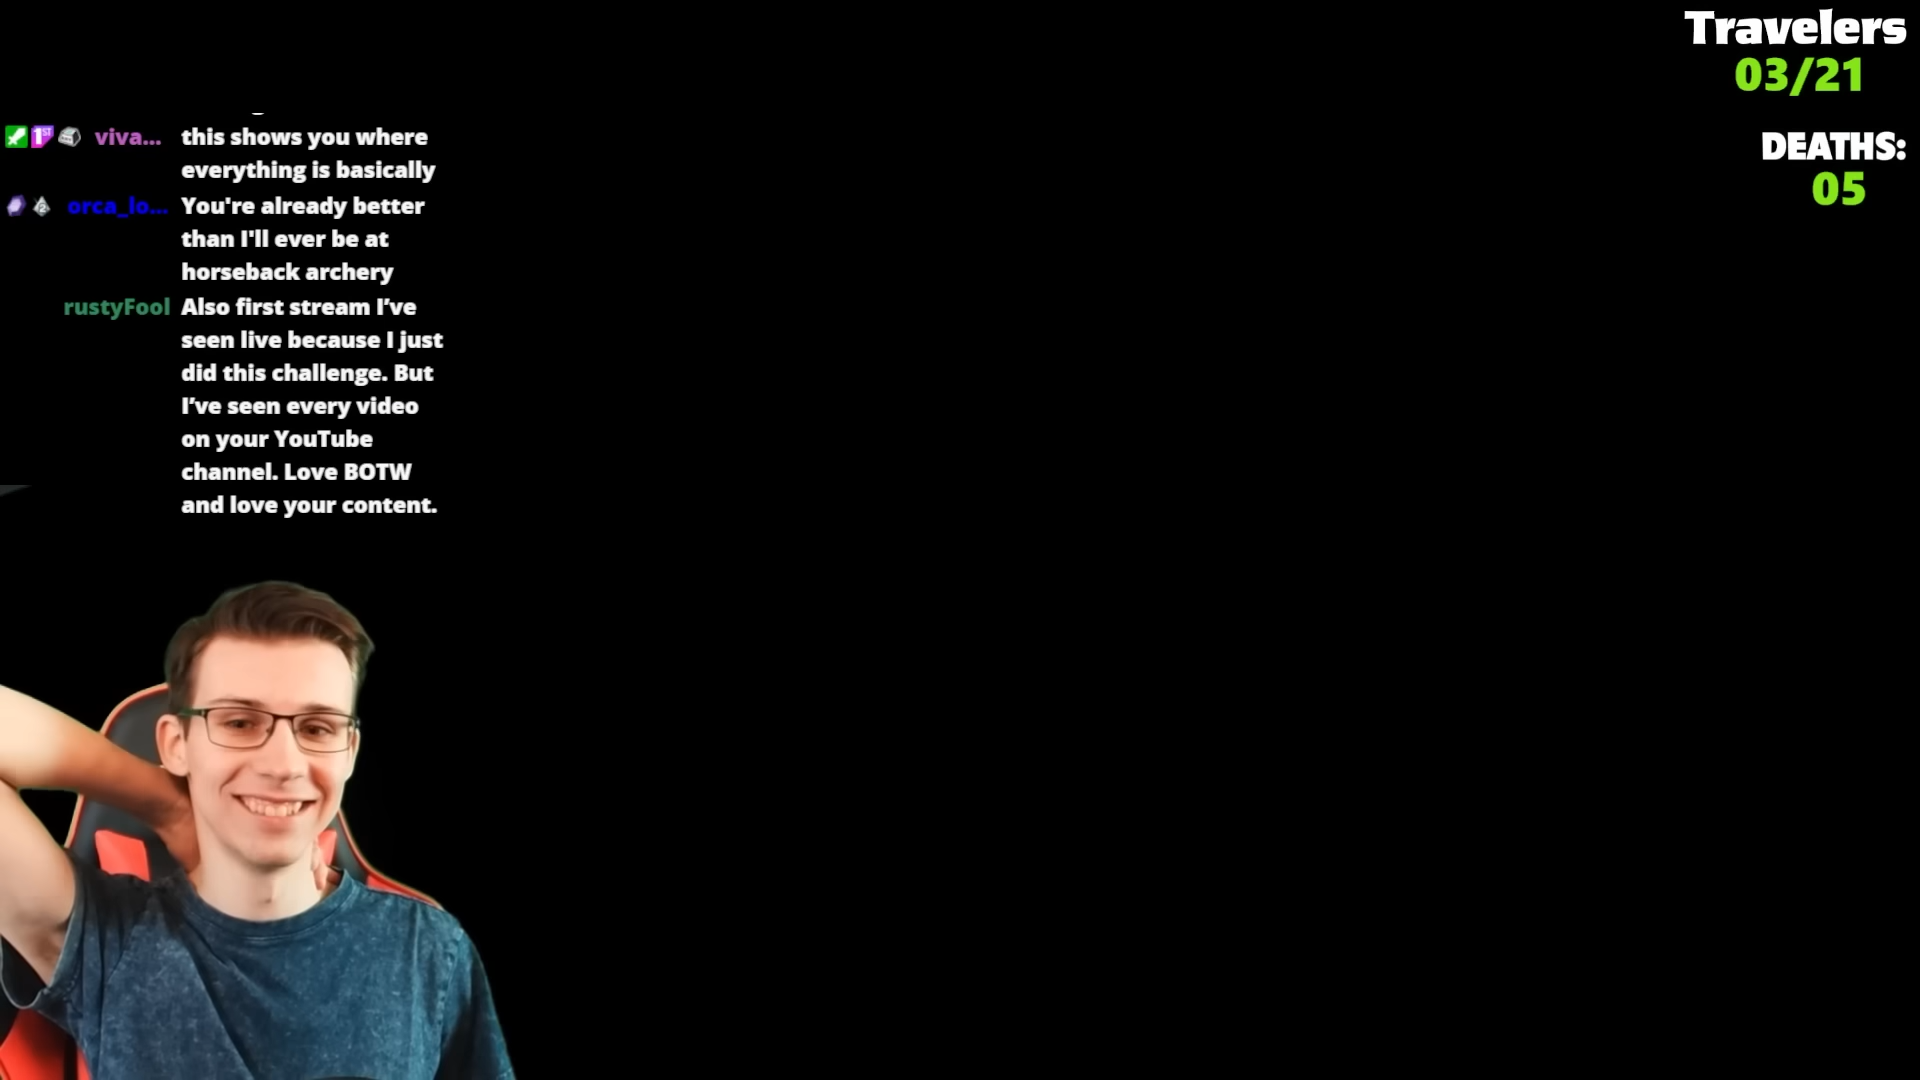 Travelers
03/21
DEATHS:
05
viva... this shows you where
everything is basically
orca_lo... You're already better
than I'll ever be at
horseback archery
rustyFool Also first stream I’ve
seen live because I just
did this challenge. But
I’ve seen every video
on your YouTube
channel. Love BOTW
and love your content.